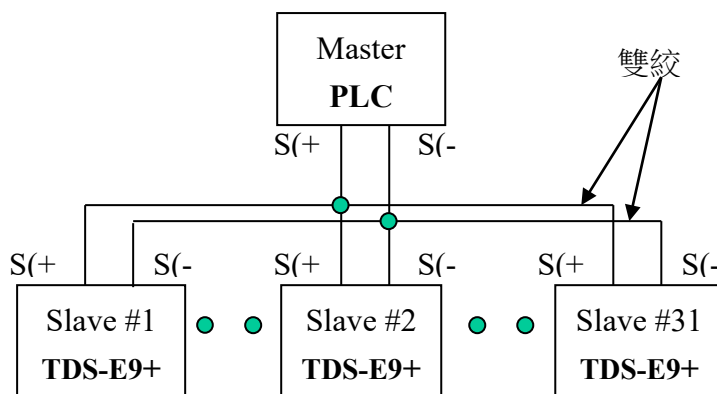 Master
PLC
雙絞
S(+ S(-
S(+ S(- S(+ S(- S(+ S(-
Slave #1 Slave #2 Slave #31
TDS-E9+ TDS-E9+ TDS-E9+